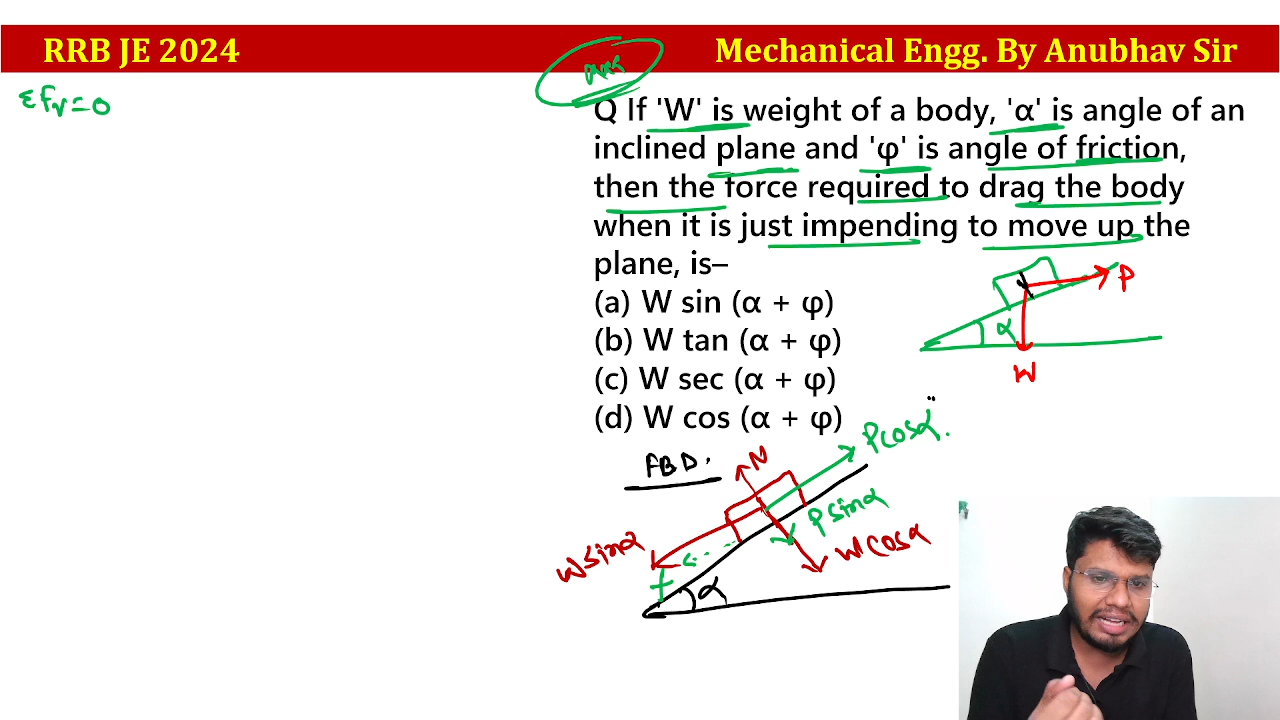 RRB JE 2024
Mechanical Engg. By Anubhav Sir
Σfy=0
Q If 'W' is weight of a body, 'α' is angle of an
inclined plane and 'φ' is angle of friction,
then the force required to drag the body
when it is just impending to move up the
plane, is–
(a) W sin (α + φ)
(b) W tan (α + φ)
(c) W sec (α + φ)
(d) W cos (α + φ)
P
α
W
FBD.
N
Pcosα.
Psinα
Wsinα
Wcosα
f
α